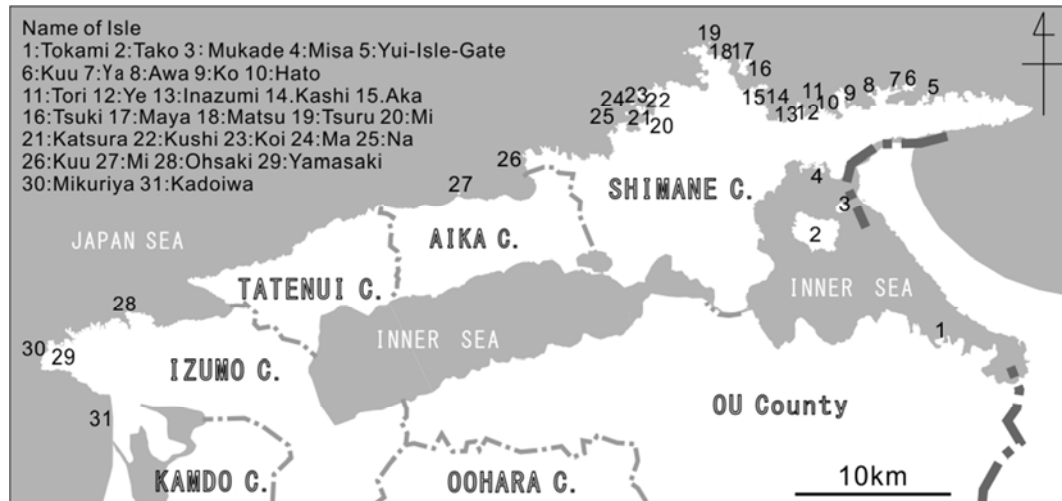 Name of Isle
1:Tokami 2:Tako 3:Mukade 4:Misa 5:Yui-Isle-Gate
6:Kuu 7:Ya 8:Awa 9:Ko 10:Hato
11:Tori 12:Ye 13:Inazumi 14.Kashi 15.Aka
16:Tsuki 17:Maya 18:Matsu 19:Tsuru 20:Mi
21:Katsura 22:Kushi 23:Koi 24:Ma 25:Na
26:Kuu 27:Mi 28:Ohsaki 29:Yamasaki
30:Mikuriya 31:Kadoiwa
4
19
18 17
16
15 14 11 10 9 8 7 6 5
13 12
24 23 22
25 21 20
26
27
SHIMANE C.
4
3
2
JAPAN SEA
AIKA C.
TATENUI C.
INNER SEA
28
INNER SEA
1
30 29
IZUMO C.
OU County
31
KAMDO C.
OOHARA C.
10km